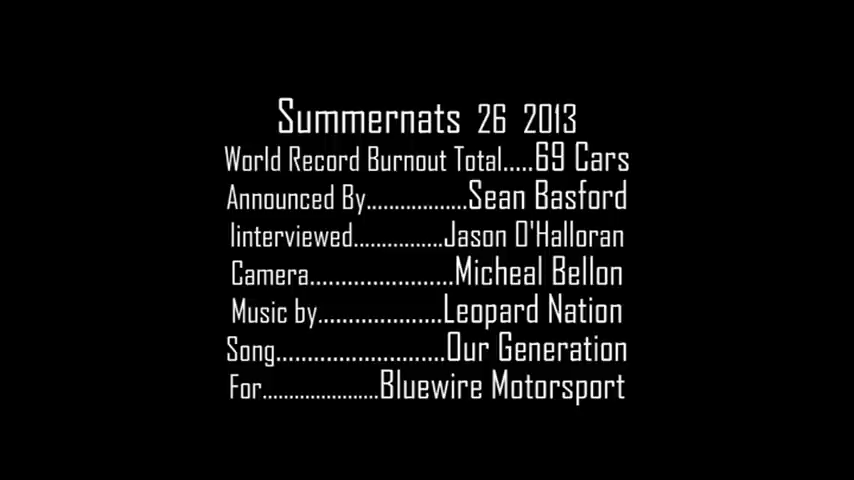 Summernats 26 2013
World Record Burnout Total.....69 Cars
Announced By..................Sean Basford
Iinterviewed................Jason O'Halloran
Camera.......................Micheal Bellon
Music by....................Leopard Nation
Song...........................Our Generation
For......................Bluewire Motorsport